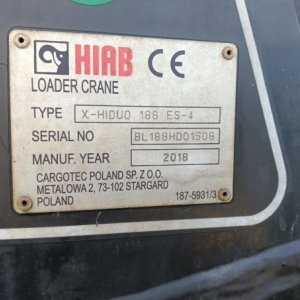 HIAB CE
LOADER CRANE
TYPE X-HIDUO 188 ES-4
SERIAL NO BL188HD01508
MANUF. YEAR 2018
CARGOTEC POLAND SP. Z O.O.
METALOWA 2, 73-102 STARGARD
POLAND 187-5931/3